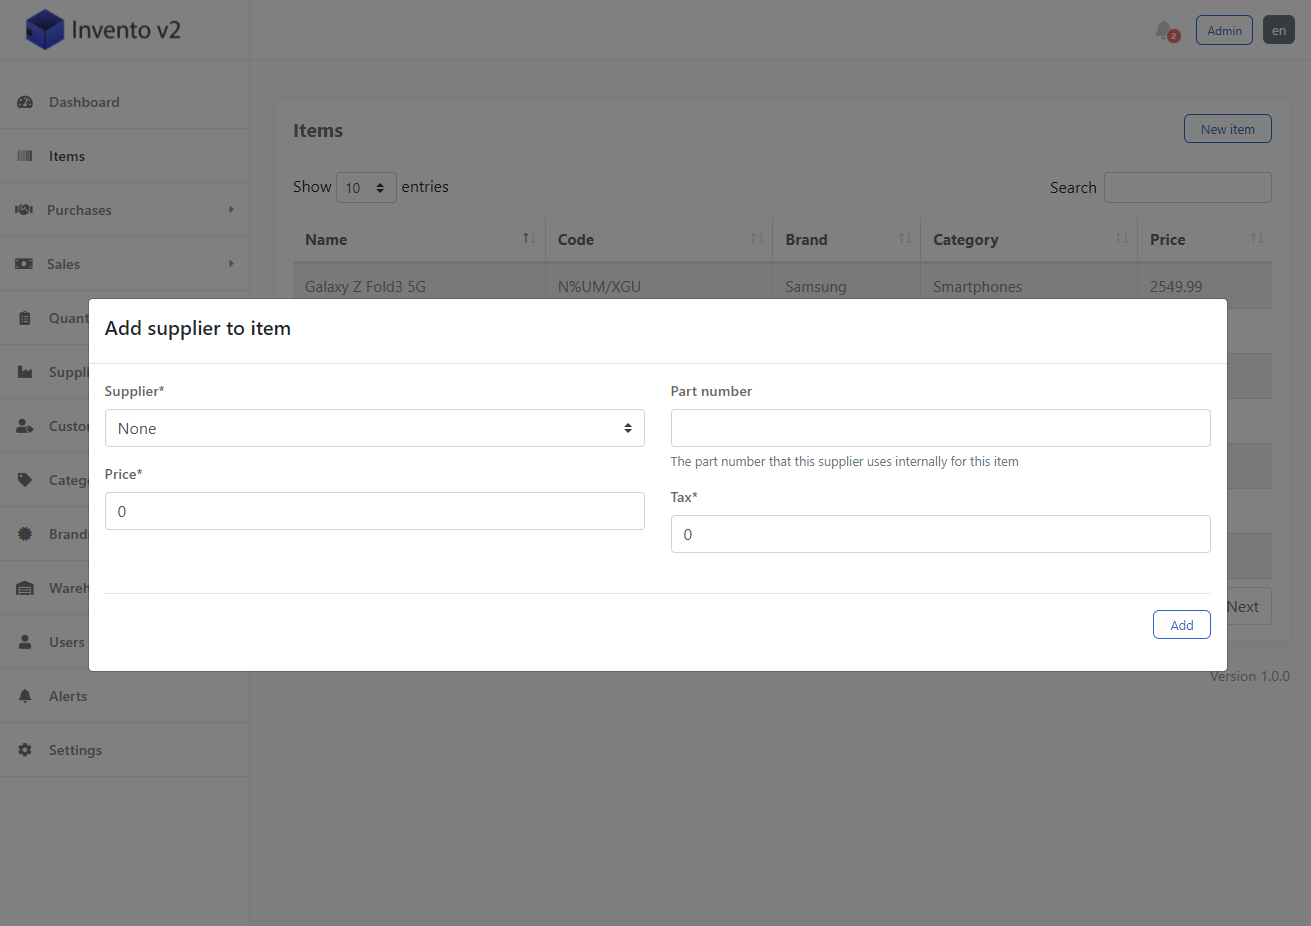 Invento v2
2
Admin
en
Dashboard
Items
Purchases
Sales
Quant
Suppli
Custo
Categ
Brand
Wareh
Users
Alerts
Settings
Items
New item
Show 10 entries
Search
Name Code Brand Category Price
Galaxy Z Fold3 5G N%UM/XGU Samsung Smartphones 2549.99
Add supplier to item
Supplier*
None
Part number
The part number that this supplier uses internally for this item
Price*
0
Tax*
0
Add
Next
Version 1.0.0